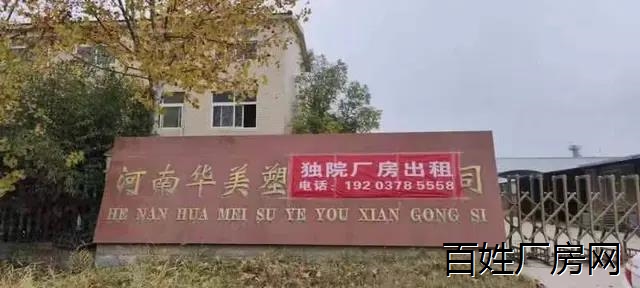 河南华美塑
司
独院厂房出租
电话：192 0378 5558
HE NAN HUA MEI SU YE YOU XIAN GONG SI
百姓厂房网